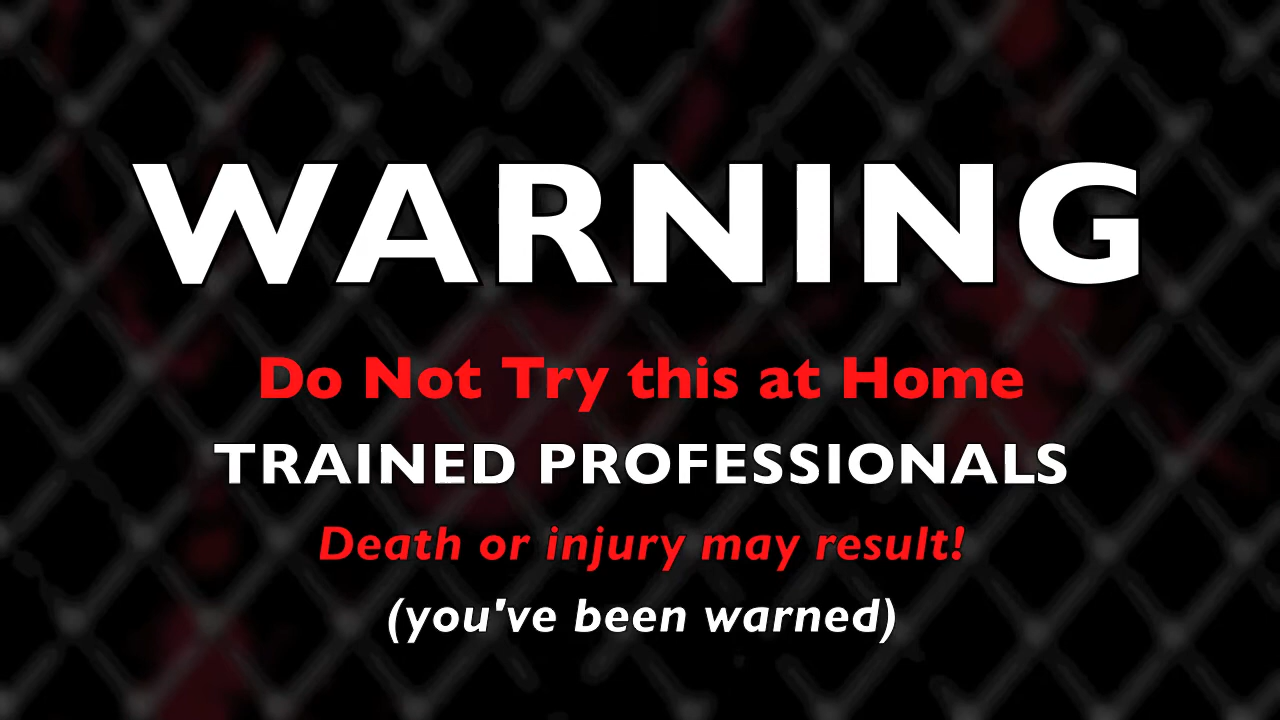 WARNING
Do Not Try this at Home
TRAINED PROFESSIONALS
Death or injury may result!
(you've been warned)